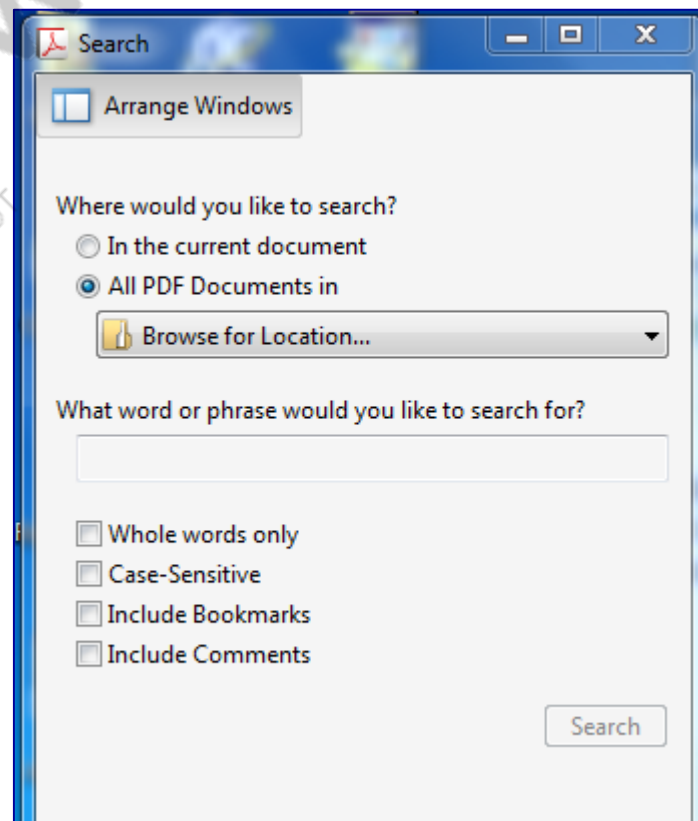 Search
Arrange Windows
Where would you like to search?
In the current document
All PDF Documents in
Browse for Location...
What word or phrase would you like to search for?
Whole words only
Case-Sensitive
Include Bookmarks
Include Comments
Search